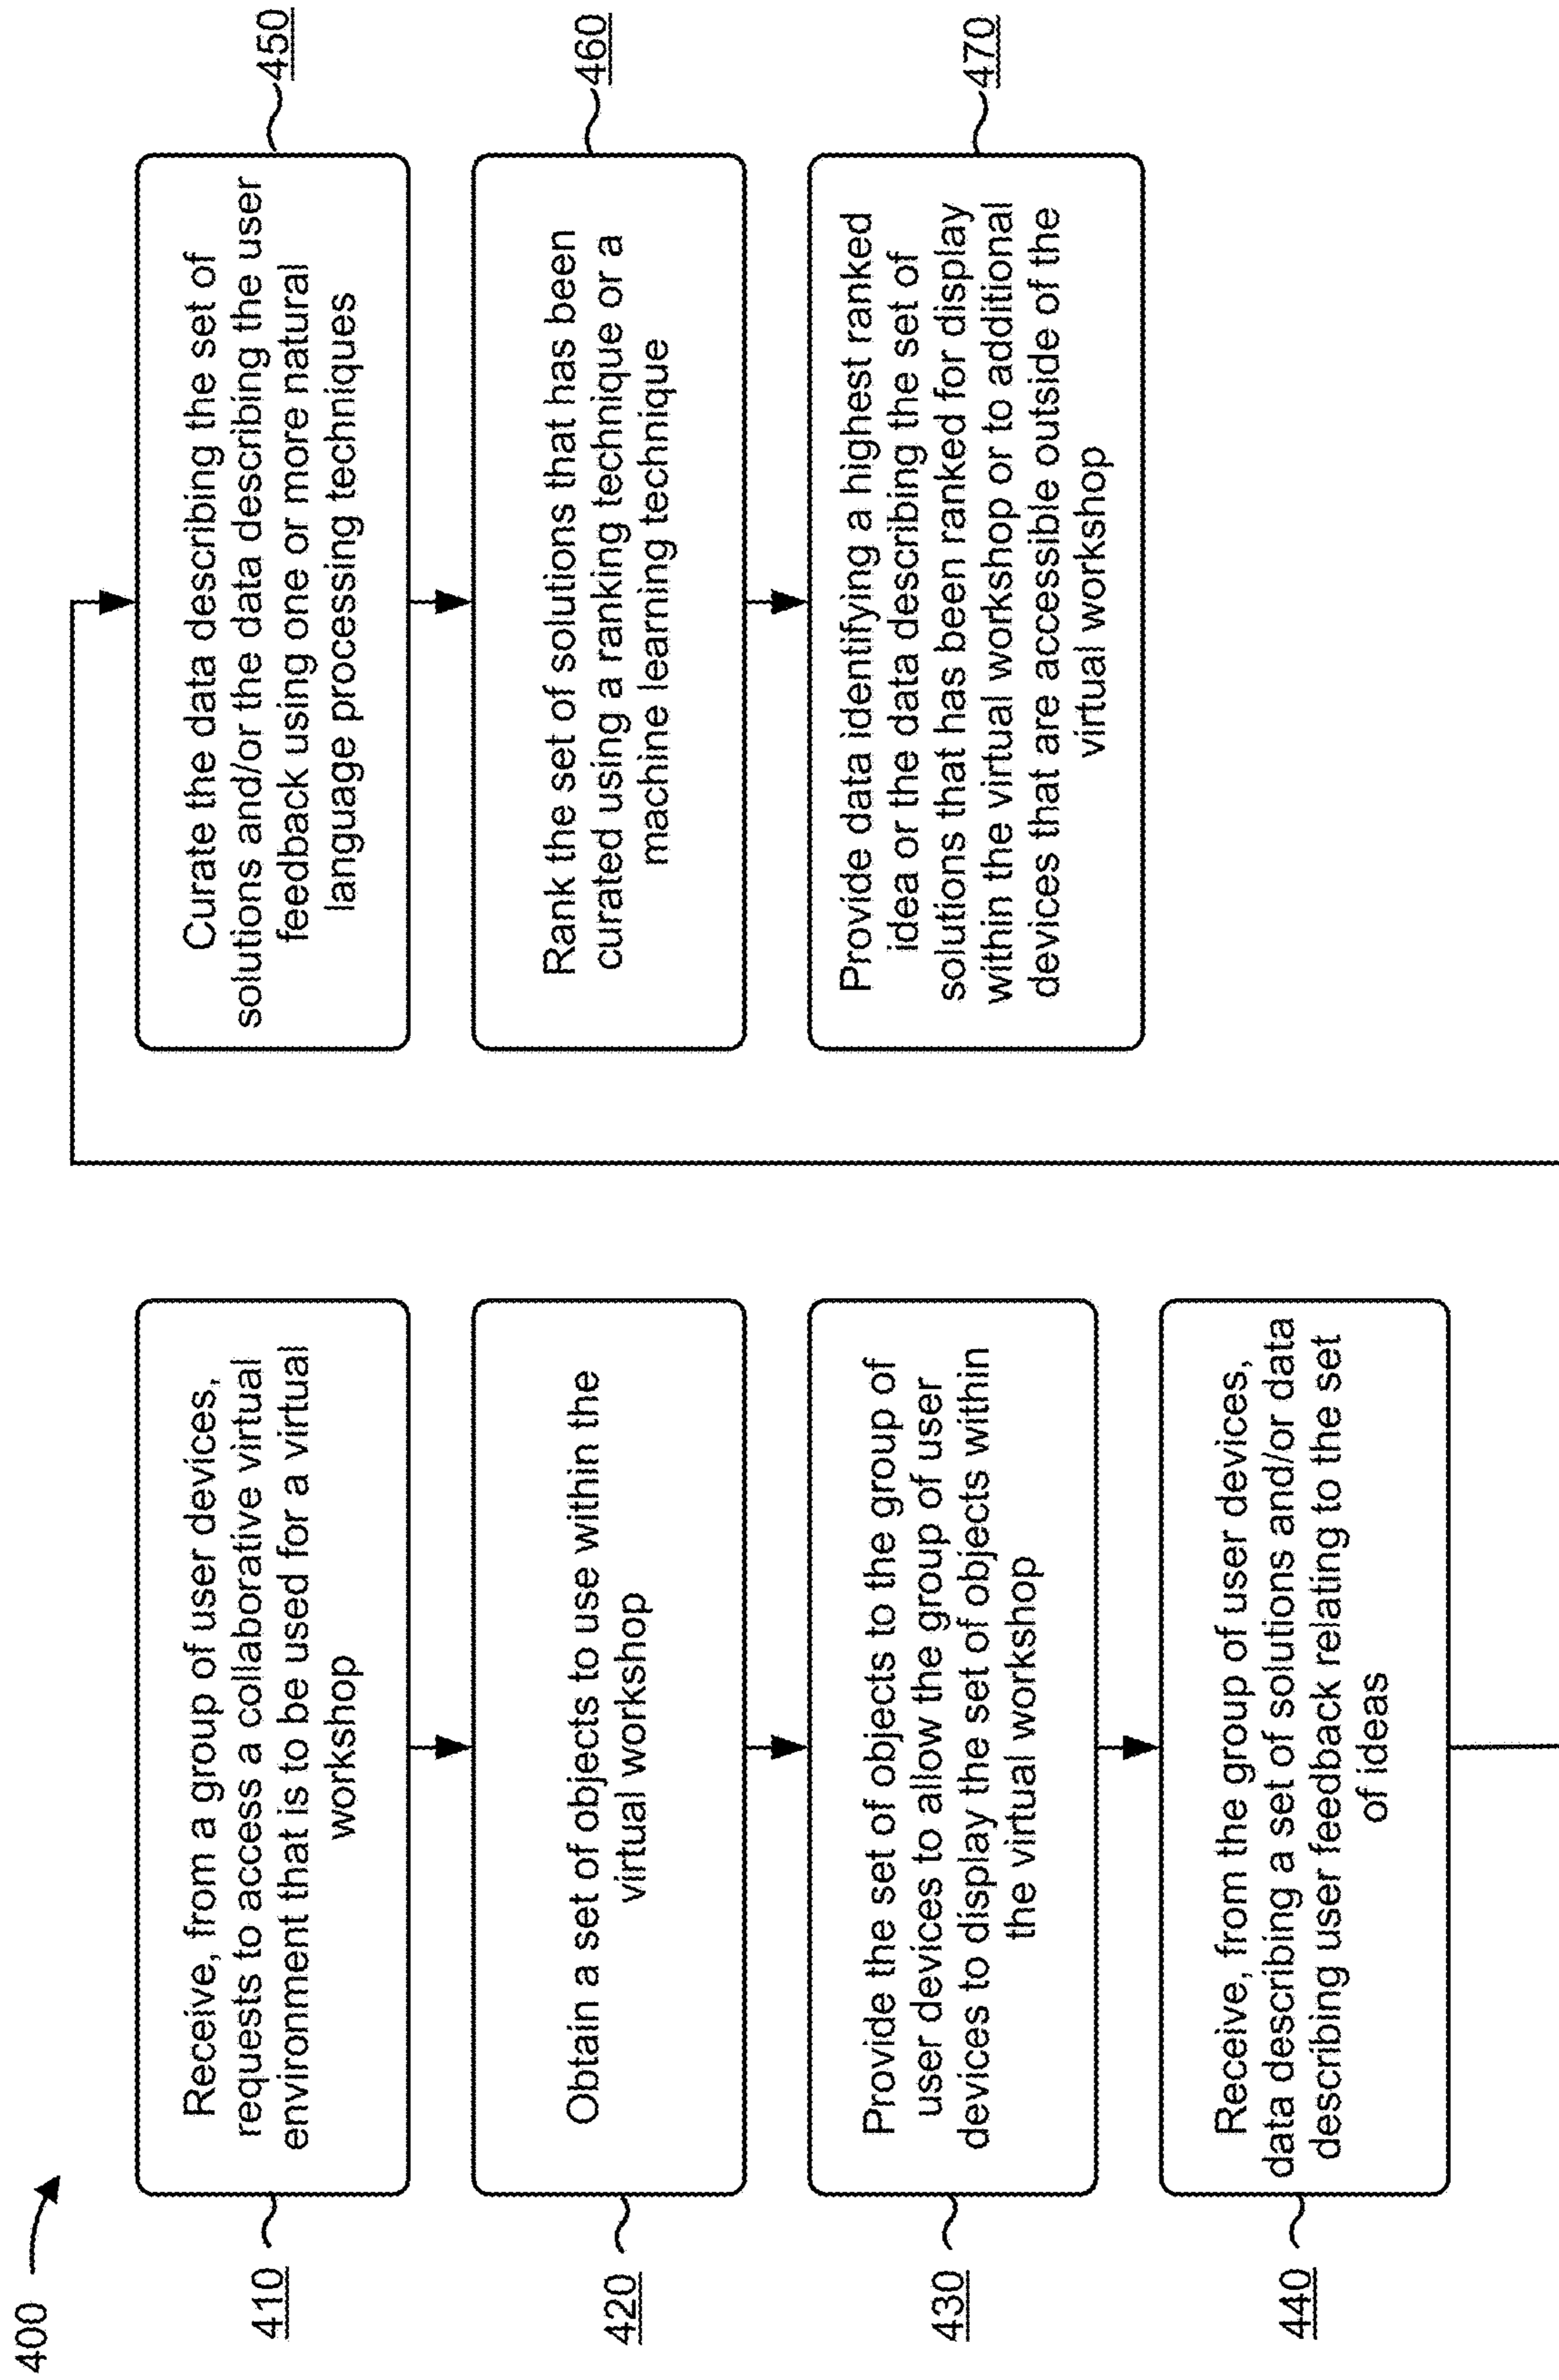 400
410
Receive, from a group of user devices,
requests to access a collaborative virtual
environment that is to be used for a virtual
workshop
420
Obtain a set of objects to use within the
virtual workshop
430
Provide the set of objects to the group of
user devices to allow the group of user
devices to display the set of objects within
the virtual workshop
440
Receive, from the group of user devices,
data describing a set of solutions and/or data
describing user feedback relating to the set
of ideas
450
Curate the data describing the set of
solutions and/or the data describing the user
feedback using one or more natural
language processing techniques
460
Rank the set of solutions that has been
curated using a ranking technique or a
machine learning technique
470
Provide data identifying a highest ranked
idea or the data describing the set of
solutions that has been ranked for display
within the virtual workshop or to additional
devices that are accessible outside of the
virtual workshop